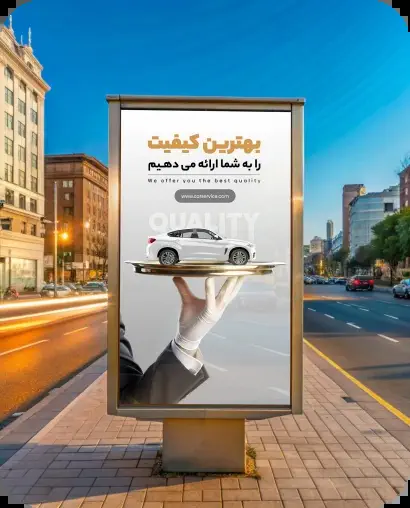 بهترین کیفیت
را به شما ارائه می دهیم
We offer you the best quality
www.carservice.com
QUALITY